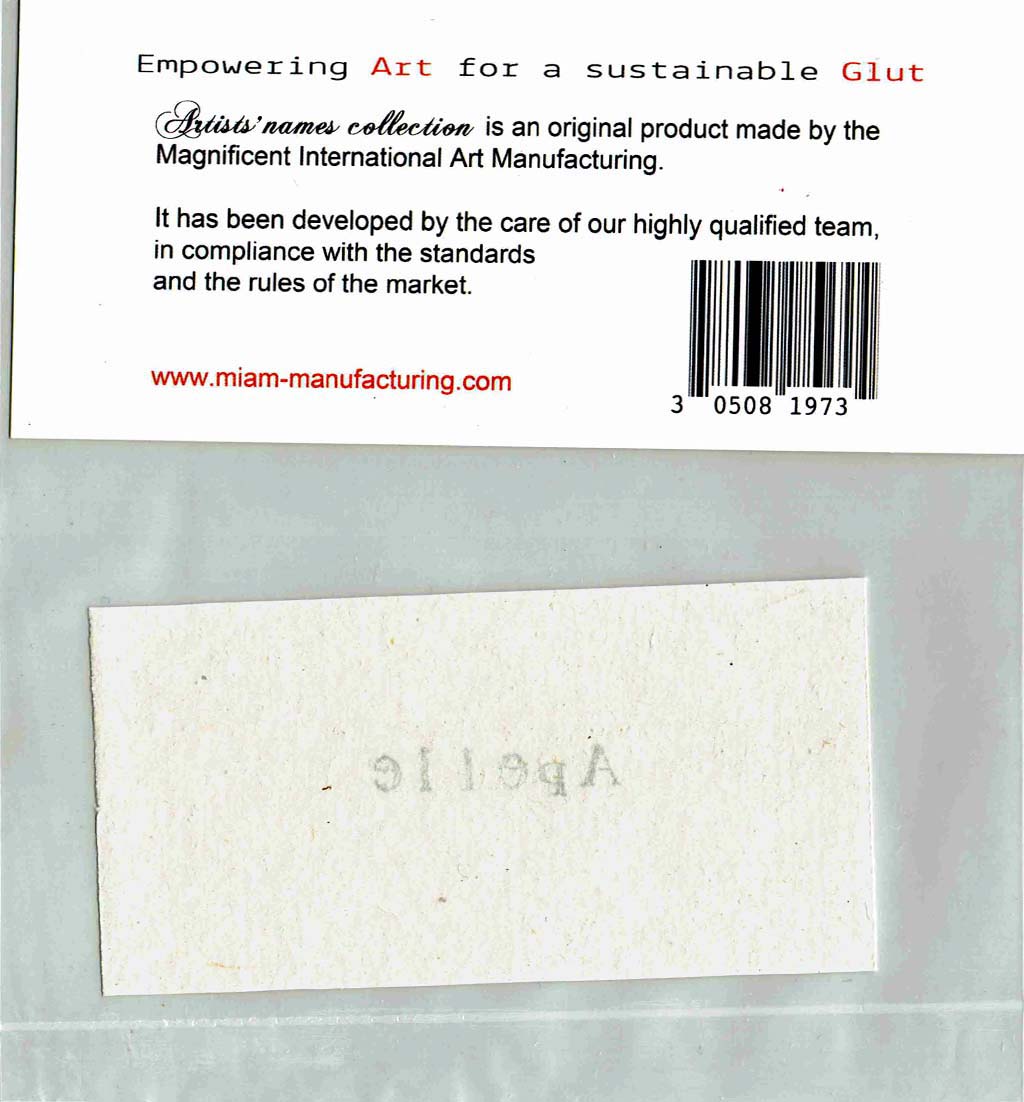 Empowering Art for a sustainable Glut
Artists' names collection is an original product made by the
Magnificent International Art Manufacturing.
It has been developed by the care of our highly qualified team,
in compliance with the standards
and the rules of the market.
www.miam-manufacturing.com
3 0508 1973
Apelle